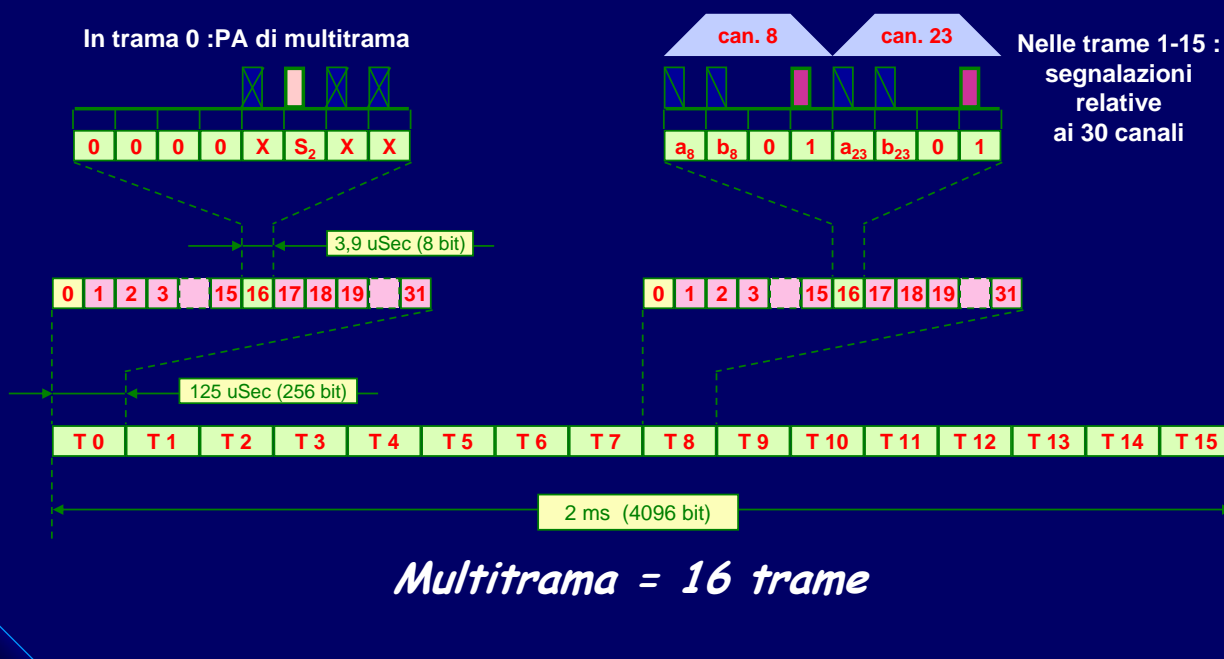 In trama 0 :PA di multitrama
can. 8 can. 23
Nelle trame 1-15 :
segnalazioni
relative
ai 30 canali
0 0 0 0 X S₂ X X
a₈ b₈ 0 1 a₂₃ b₂₃ 0 1
3,9 uSec (8 bit)
0 1 2 3 15 16 17 18 19 31
0 1 2 3 15 16 17 18 19 31
125 uSec (256 bit)
T 0 T 1 T 2 T 3 T 4 T 5 T 6 T 7 T 8 T 9 T 10 T 11 T 12 T 13 T 14 T 15
2 ms (4096 bit)
Multitrama = 16 trame